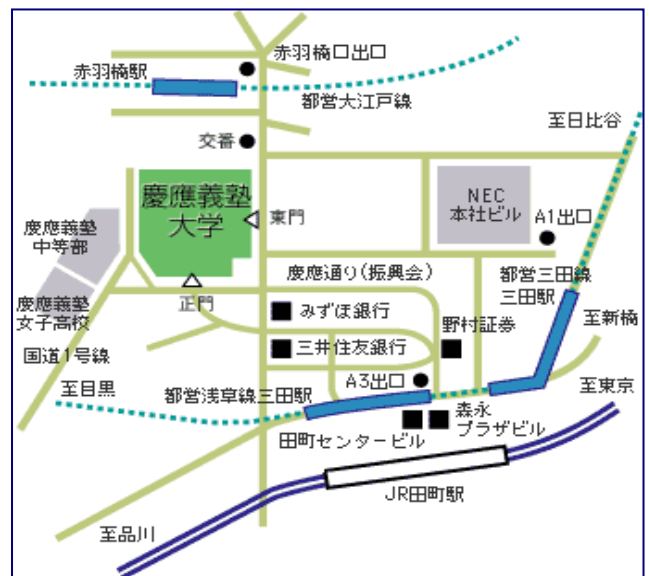 赤羽橋口出口
赤羽橋駅
都営大江戸線
至日比谷
交番
慶應義塾
大学
東門
NEC
本社ビル
A1出口
慶應義塾
中等部
慶應通り(振興会)
都営三田線
三田駅
正門
慶應義塾
女子高校
みずほ銀行
野村証券
至新橋
国道1号線
三井住友銀行
至目黒
都営浅草線三田駅
A3出口
至東京
森永
プラザビル
田町センタービル
JR田町駅
至品川